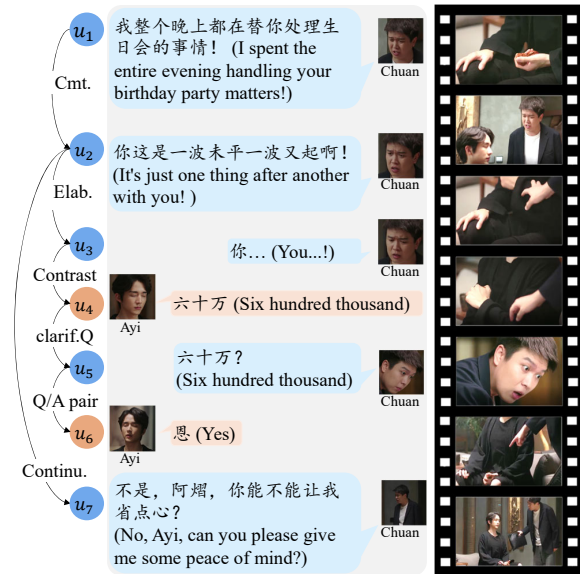 u1
我整个晚上都在替你处理生
日会的事情！ (I spent the
entire evening handling your
birthday party matters!)
Chuan
Cmt.
u2
你这是一波未平一波又起啊！
(It's just one thing after another
with you! )
Chuan
Elab.
u3
你… (You...!)
Chuan
Contrast
u4
六十万 (Six hundred thousand)
Ayi
clarif.Q
u5
六十万？
(Six hundred thousand)
Chuan
Q/A pair
u6
恩 (Yes)
Ayi
Continu.
u7
不是，阿熠，你能不能让我
省点心？
(No, Ayi, can you please give
me some peace of mind?)
Chuan